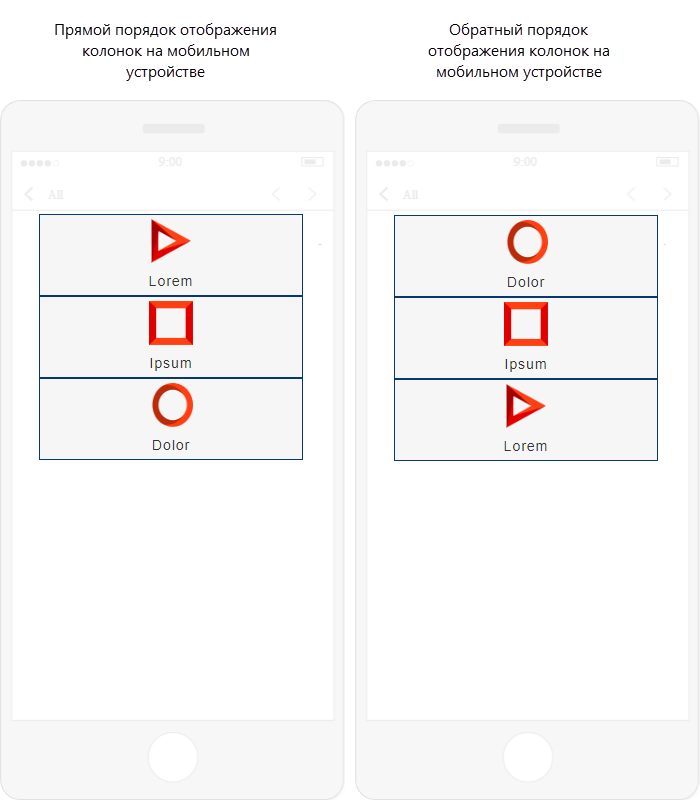 Прямой порядок отображения
колонок на мобильном
устройстве
9:00
All
Lorem
Ipsum
Dolor
Обратный порядок
отображения колонок на
мобильном устройстве
9:00
All
Dolor
Ipsum
Lorem